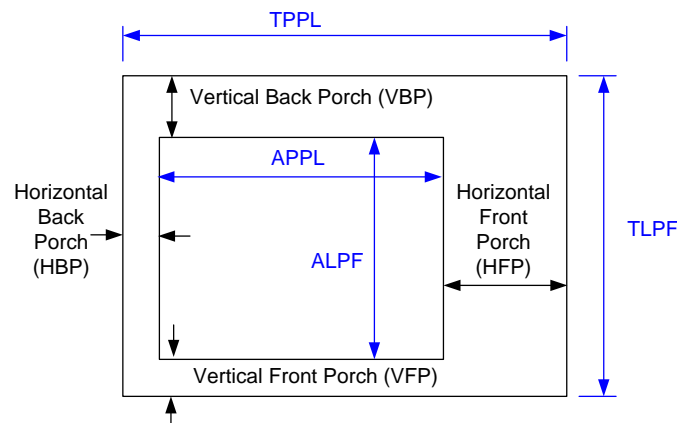 TPPL
Vertical Back Porch (VBP)
APPL
Horizontal
Back
Porch
(HBP)
Horizontal
Front
Porch
(HFP)
TLPF
ALPF
Vertical Front Porch (VFP)